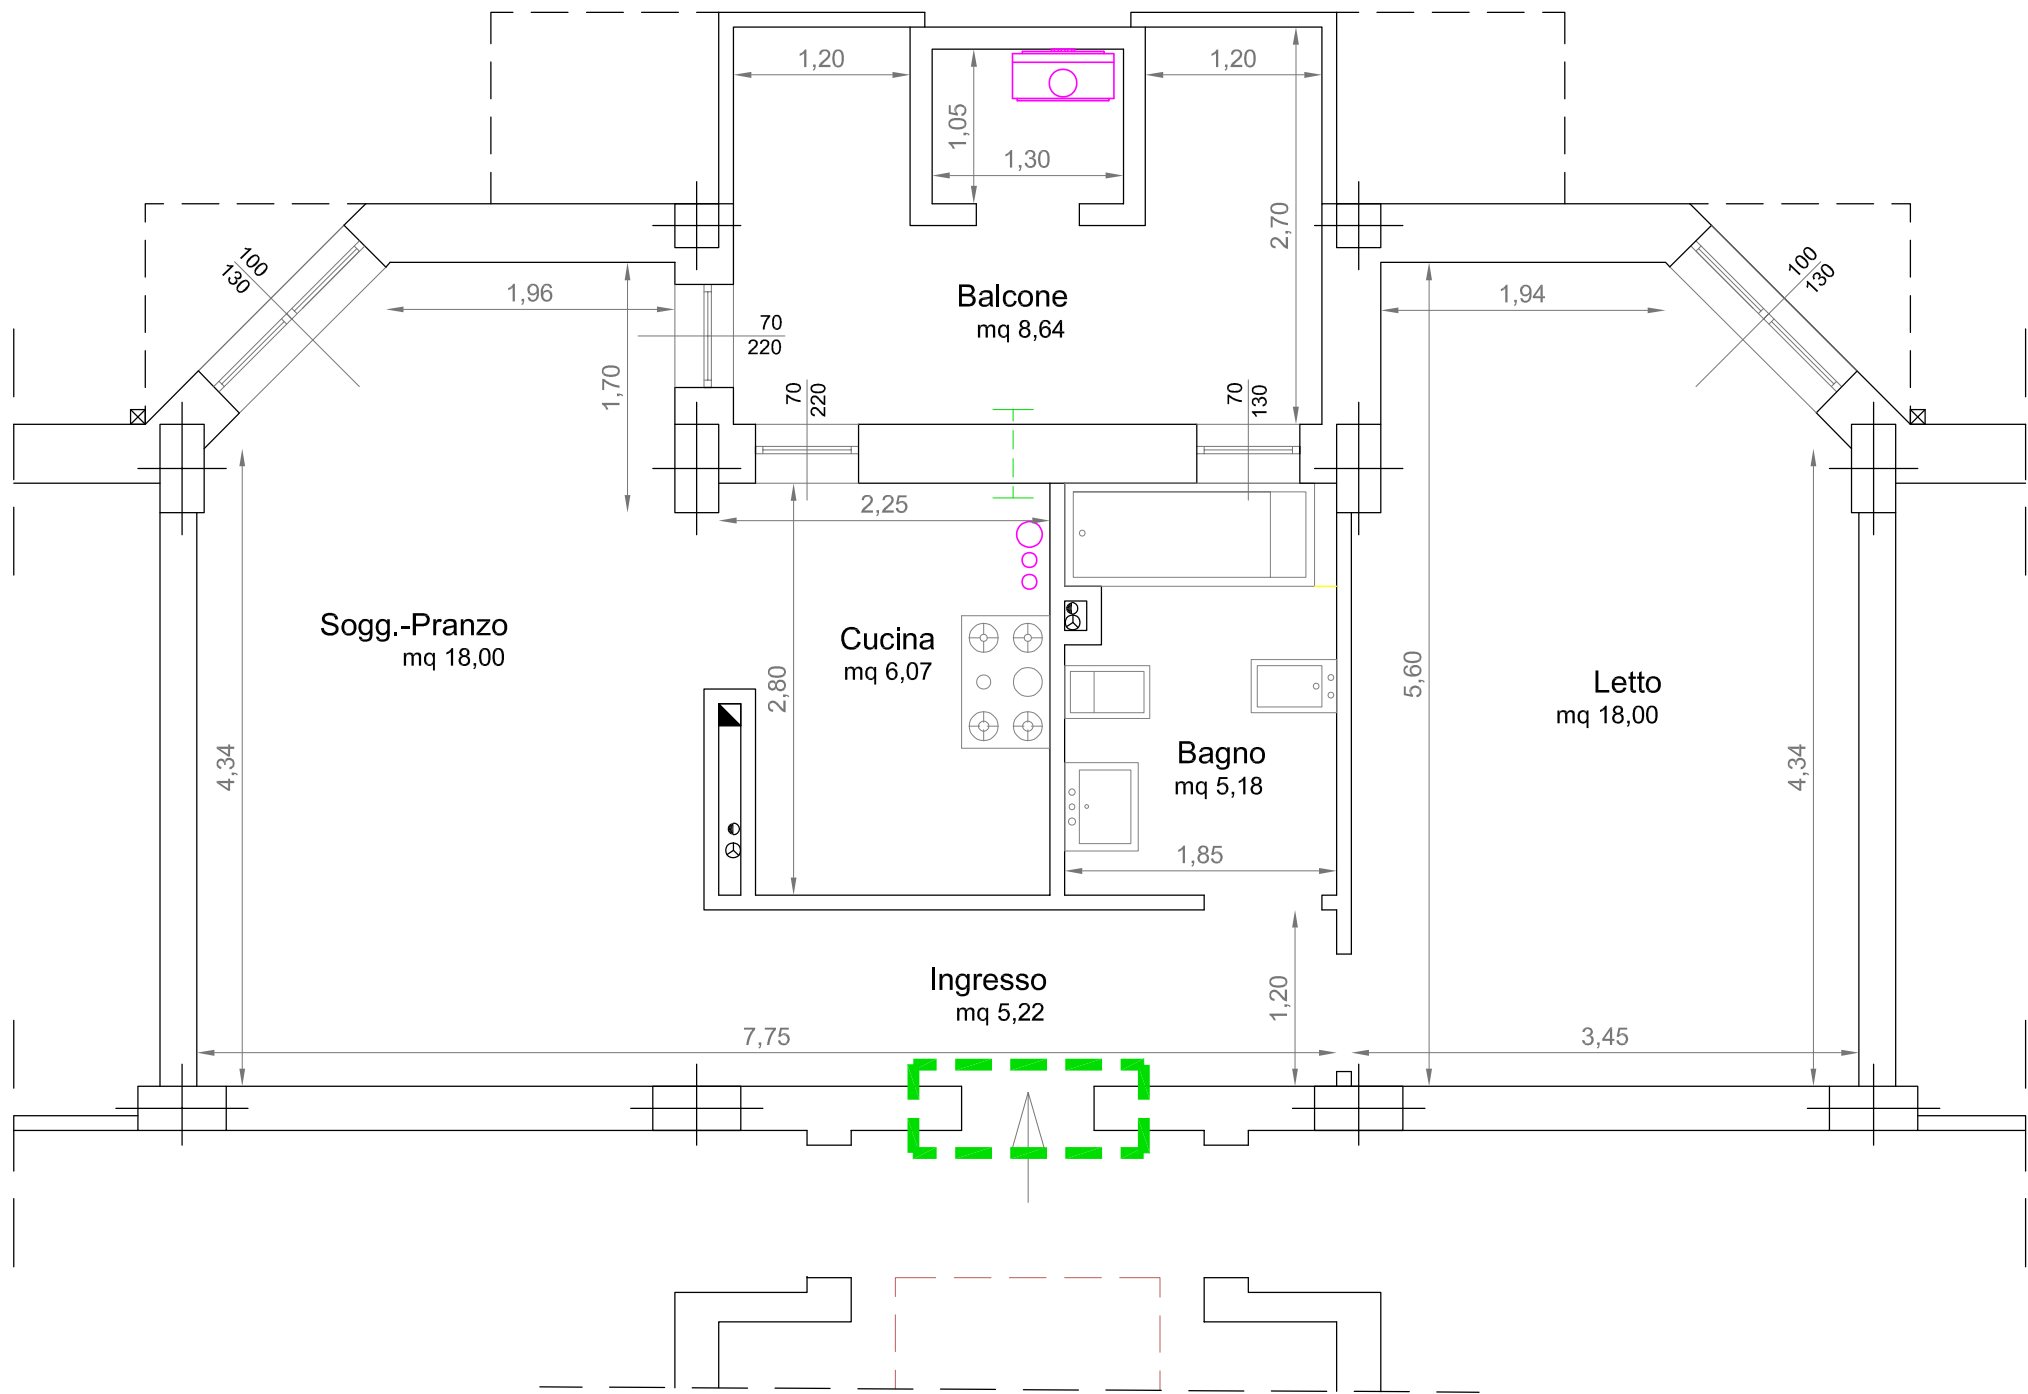 1,20
1,20
1,05
1,30
2,70
100
130
100
130
1,96
1,94
Balcone
mq 8,64
70
220
1,70
70
220
70
130
2,25
Sogg.-Pranzo
mq 18,00
Cucina
mq 6,07
2,80
5,60
Letto
mq 18,00
4,34
Bagno
mq 5,18
4,34
1,85
Ingresso
mq 5,22
1,20
7,75
3,45